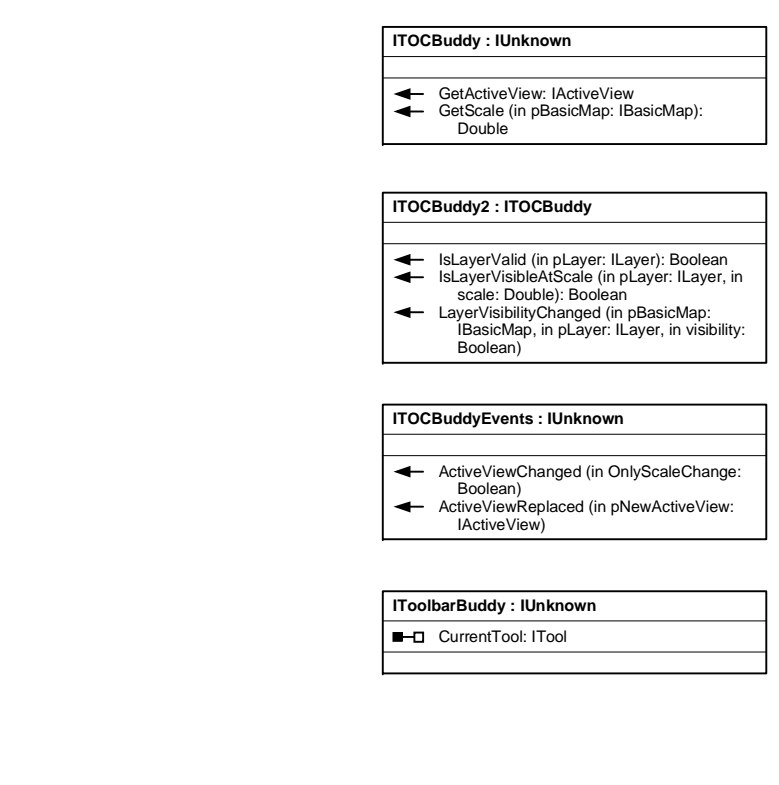 ITOCBuddy : IUnknown
GetActiveView: IActiveView
GetScale (in pBasicMap: IBasicMap):
Double
ITOCBuddy2 : ITOCBuddy
IsLayerValid (in pLayer: ILayer): Boolean
IsLayerVisibleAtScale (in pLayer: ILayer, in
scale: Double): Boolean
LayerVisibilityChanged (in pBasicMap:
IBasicMap, in pLayer: ILayer, in visibility:
Boolean)
ITOCBuddyEvents : IUnknown
ActiveViewChanged (in OnlyScaleChange:
Boolean)
ActiveViewReplaced (in pNewActiveView:
IActiveView)
IToolbarBuddy : IUnknown
CurrentTool: ITool